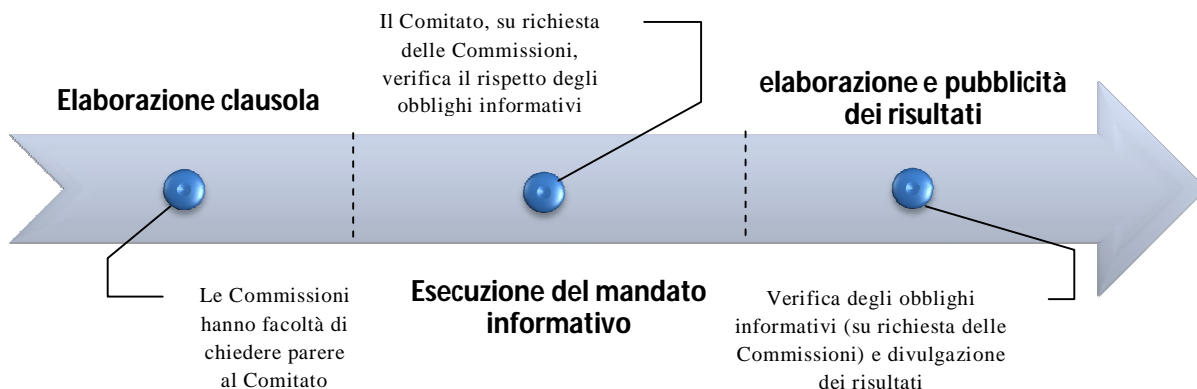 Il Comitato, su richiesta
delle Commissioni,
verifica il rispetto degli
obblighi informativi
Elaborazione clausola
elaborazione e pubblicità
dei risultati
Le Commissioni
hanno facoltà di
chiedere parere
al Comitato
Esecuzione del mandato
informativo
Verifica degli obblighi
informativi (su richiesta delle
Commissioni) e divulgazione
dei risultati